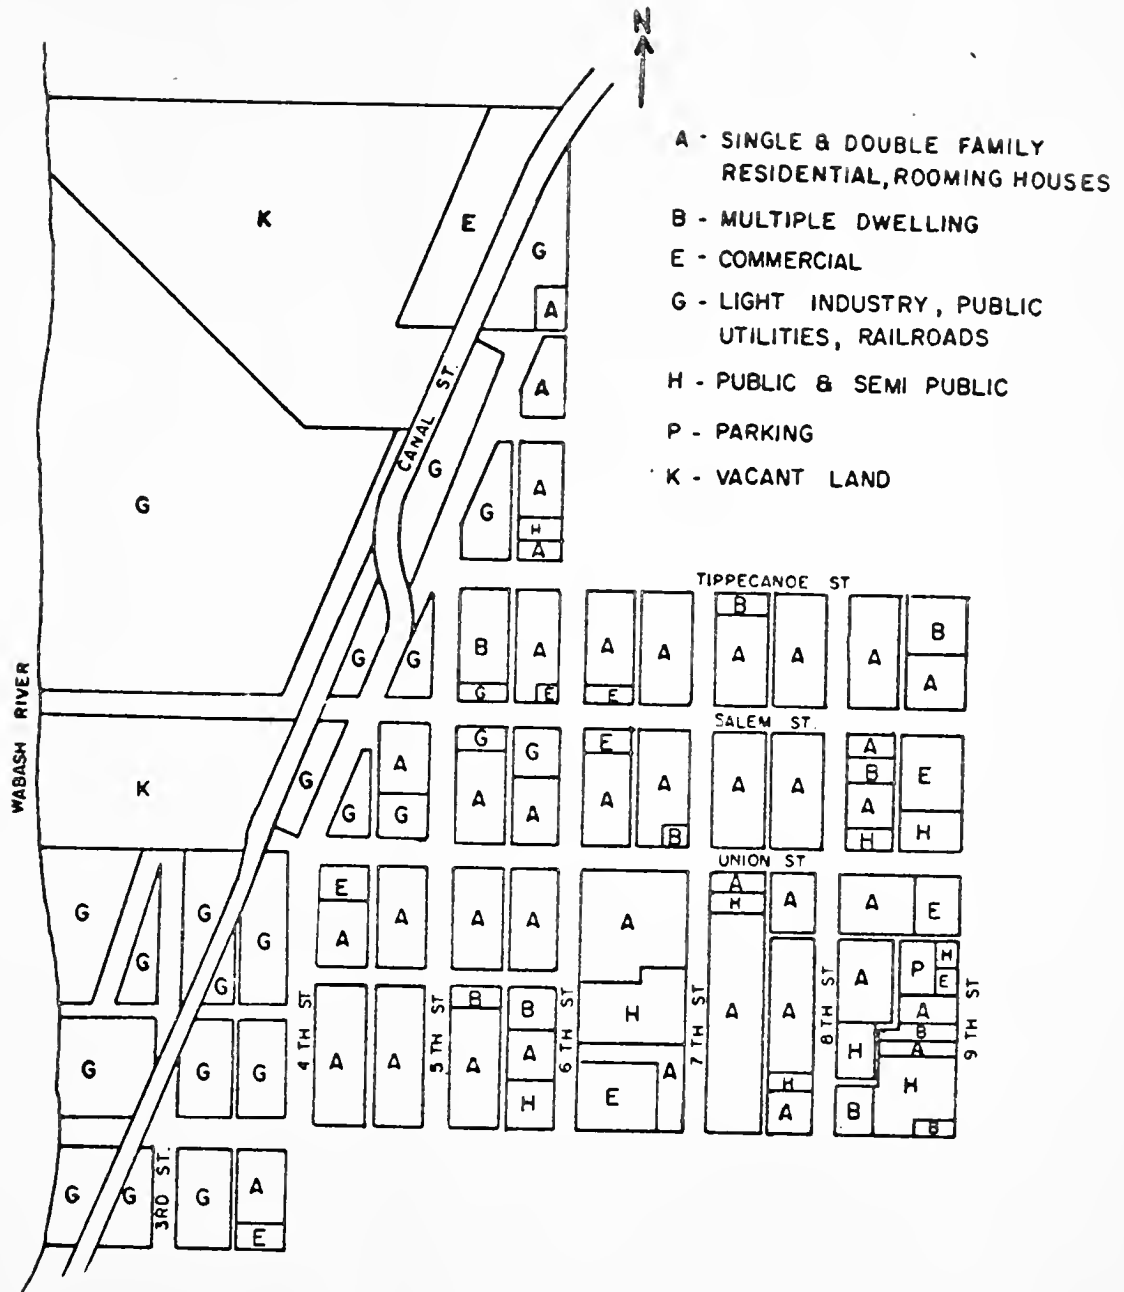 N
A - SINGLE & DOUBLE FAMILY
RESIDENTIAL, ROOMING HOUSES
B - MULTIPLE DWELLING
E - COMMERCIAL
G - LIGHT INDUSTRY, PUBLIC
UTILITIES, RAILROADS
H - PUBLIC & SEMI PUBLIC
P - PARKING
K - VACANT LAND
K
E
G
A
CANAL ST.
A
G
G
G
A
H
A
TIPPECANOE ST
G
G
B
G
A
E
A
E
A
B
A
A
A
B
A
WABASH RIVER
SALEM ST.
K
G
G
A
G
G
A
G
A
E
A
A
B
A
A
A
B
A
H
E
H
UNION ST
G
G
G
G
G
E
A
A
A
A
A
A
H
A
A
E
4TH ST
5TH ST
6TH ST
7TH ST
8TH ST
9TH ST
G
G
G
A
A
B
A
B
A
H
H
E
A
A
A
H
A
A
H
B
P
H
E
A
B
A
H
B
3RD ST.
G
G
G
A
E